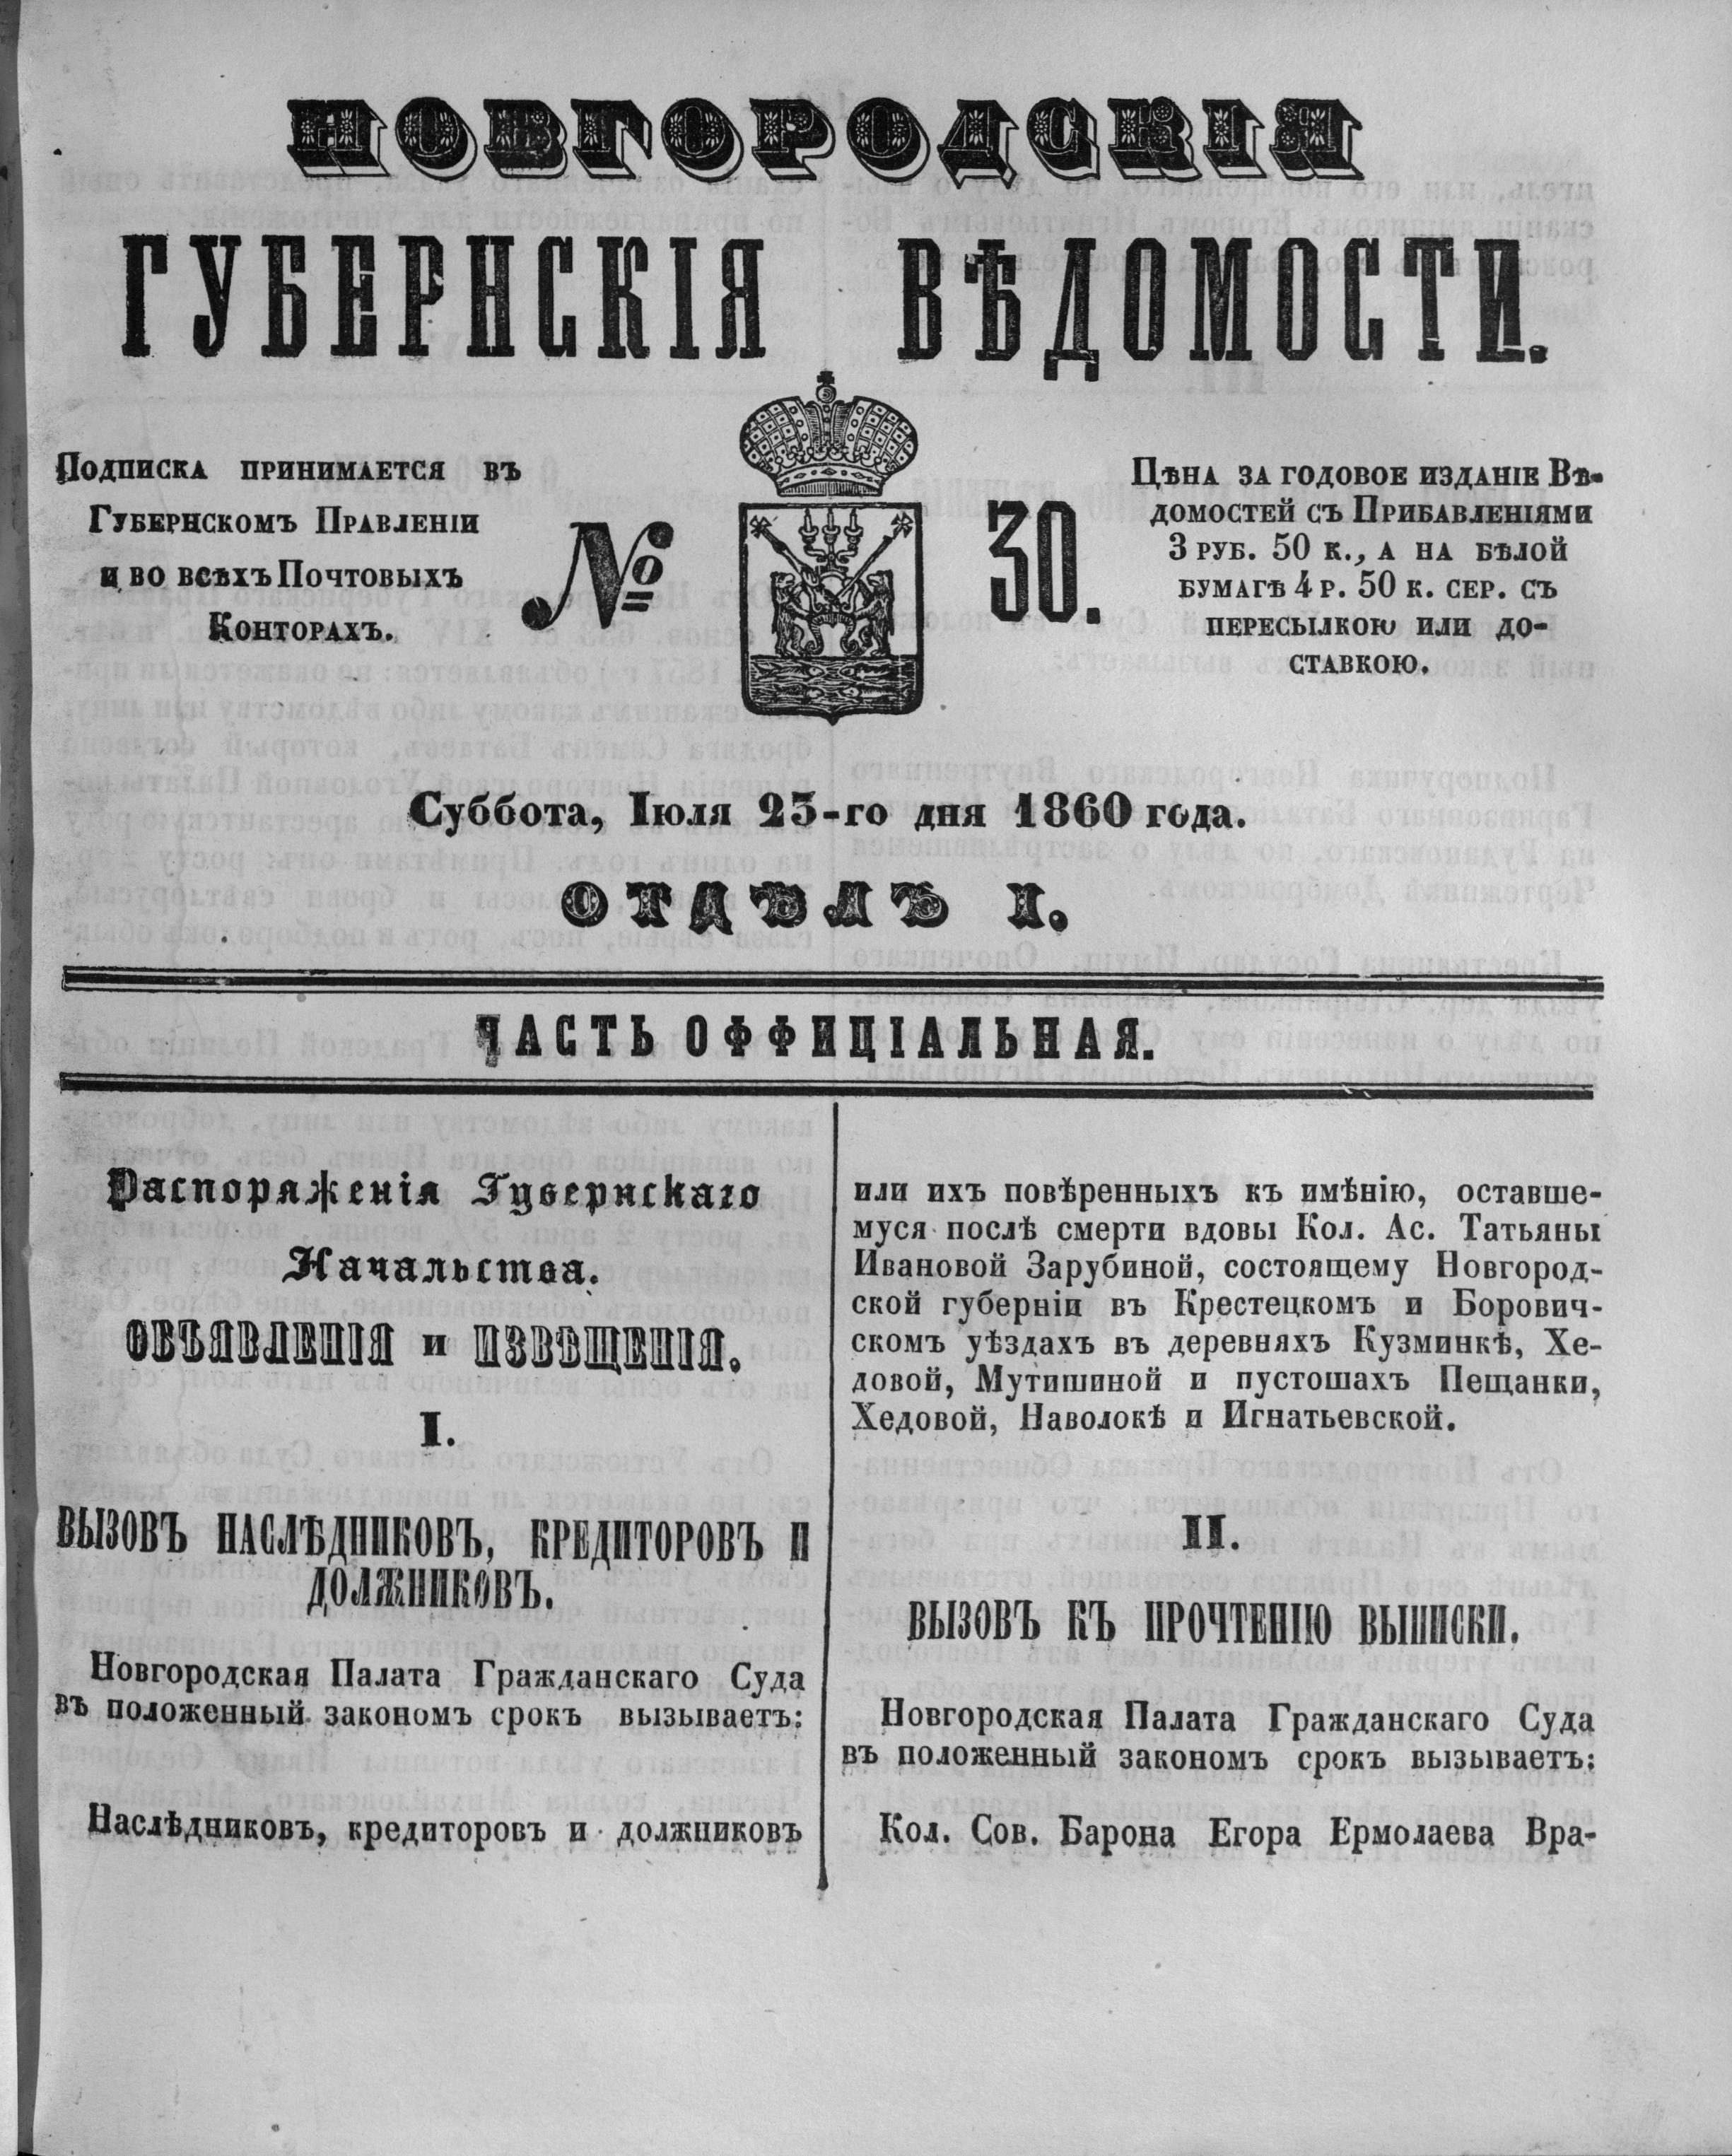 НОВГОРОДСКІЯ
ГУБЕРНСКІЯ ВѢДОМОСТИ.
Подписка принимается въ
Губернскомъ Правленіи
и во всѣхъ Почтовыхъ
Конторахъ.
№ 30.
Цѣна за годовое изданіе Вѣ-
домостей съ Прибавленіями
3 руб. 50 к., а на бѣлой
бумагѣ 4 р. 50 к. сер. съ
пересылкою или до-
ставкою.
Суббота, Іюля 23-го дня 1860 года.
ОТДѢЛЪ I.
ЧАСТЬ ОФФИЦІАЛЬНАЯ.
Распоряженія Губернскаго
Начальства.
ОБЪЯВЛЕНІЯ и ИЗВѢЩЕНІЯ.
I.
ВЫЗОВЪ НАСЛѢДНИКОВЪ, КРЕДИТОРОВЪ И
ДОЛЖНИКОВЪ.
Новгородская Палата Гражданскаго Суда
въ положенный закономъ срокъ вызываетъ:
Наслѣдниковъ, кредиторовъ и должниковъ
или ихъ повѣренныхъ къ имѣнію, оставше-
муся послѣ смерти вдовы Кол. Ас. Татьяны
Ивановой Зарубиной, состоящему Новгород-
ской губерніи въ Крестецкомъ и Борович-
скомъ уѣздахъ въ деревняхъ Кузминкѣ, Хе-
довой, Мутишиной и пустошахъ Пещанки,
Хедовой, Наволокѣ и Игнатьевской.
II.
ВЫЗОВЪ КЪ ПРОЧТЕНІЮ ВЫПИСКИ.
Новгородская Палата Гражданскаго Суда
въ положенный закономъ срокъ вызываетъ:
Кол. Сов. Барона Егора Ермолаева Вра-